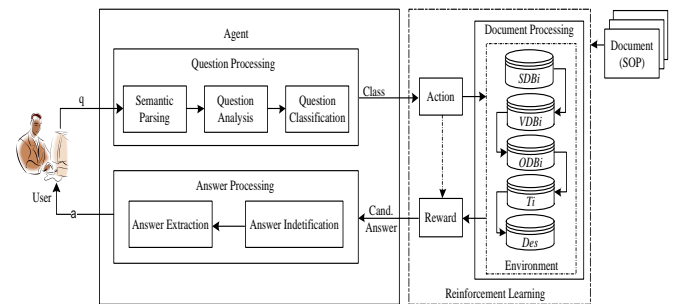 Agent
Question Processing
Semantic
Parsing
Question
Analysis
Question
Classification
q
Class
Action
Document Processing
SDBi
VDBi
ODBi
Ti
Des
Environment
Document
(SOP)
User
a
Answer Processing
Answer Extraction
Answer Indetification
Cand.
Answer
Reward
Reinforcement Learning